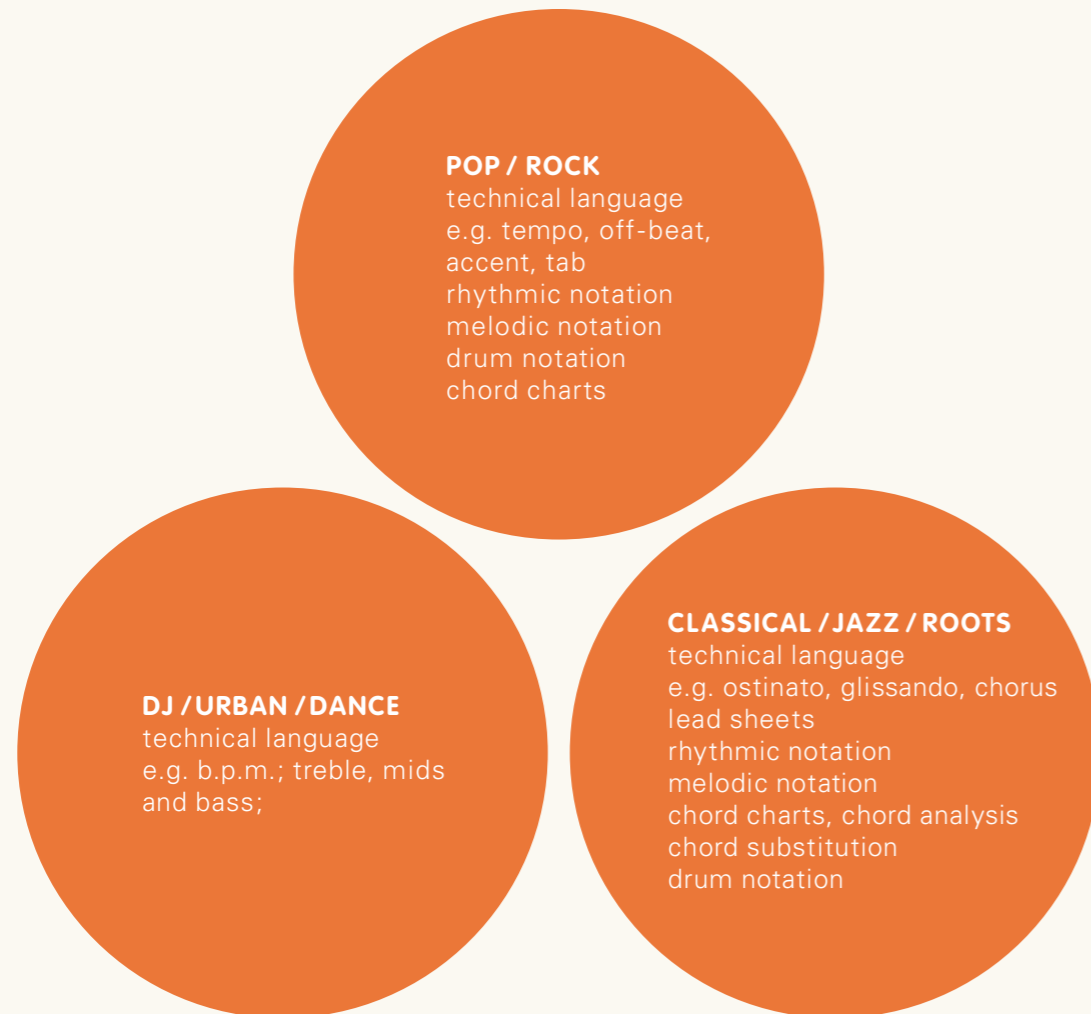 POP / ROCK
technical language
e.g. tempo, off-beat,
accent, tab
rhythmic notation
melodic notation
drum notation
chord charts
DJ / URBAN / DANCE
technical language
e.g. b.p.m.; treble, mids
and bass;
CLASSICAL / JAZZ / ROOTS
technical language
e.g. ostinato, glissando, chorus
lead sheets
rhythmic notation
melodic notation
chord charts, chord analysis
chord substitution
drum notation